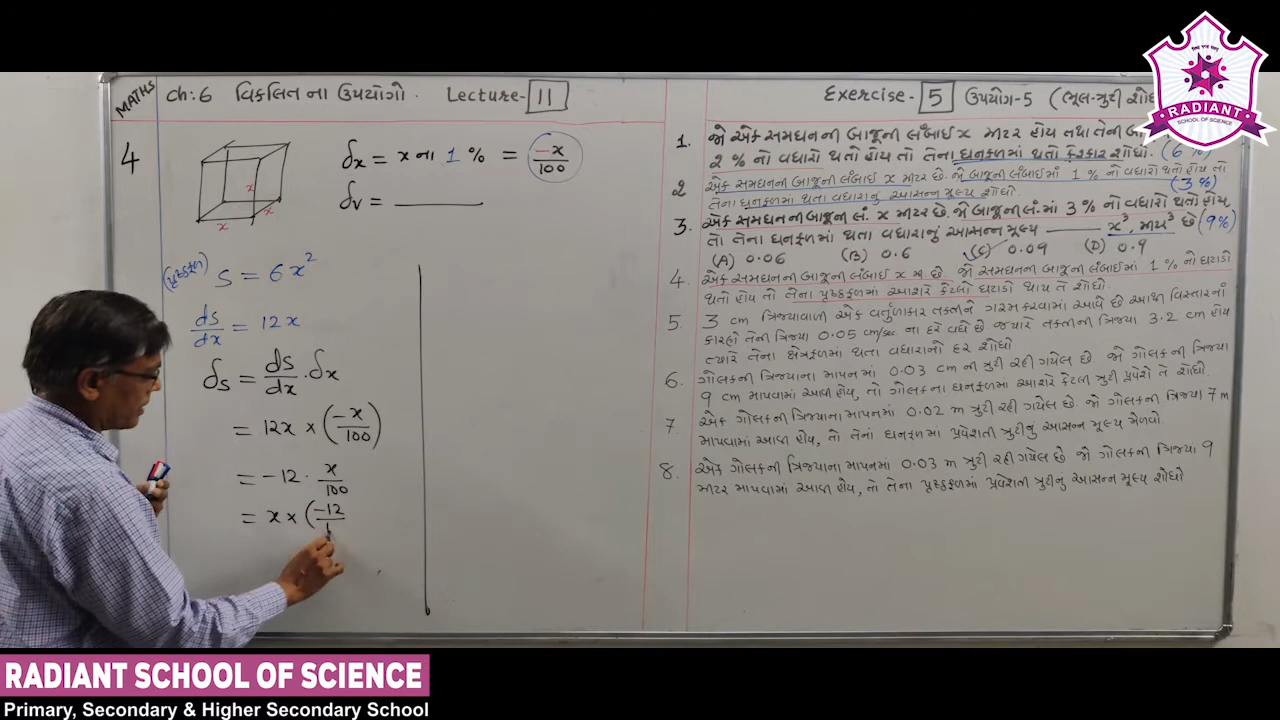 MATHS
ch:6 વિકલિત ના ઉપયોગો. Lecture-11
Exercise-5 ઉપયોગ-5 (ભૂલ-ત્રુટી શોધ
RADIANT
SCHOOL OF SCIENCE
4
δx = x ના 1 % = -x/100
δv = ______
x
x
x
(પૃષ્ઠફળ) S = 6x²
ds/dx = 12x
δs = ds/dx · δx
= 12x × (-x/100)
= -12 · x/100
= x × (-12/1
1. જો એક સમઘનની બાજૂની લંબાઈ x મીટર હોય તથા તેની
2 % નો વધારો થતો હોય તો તેના ઘનફળમાં થતો ફેરફાર શોધો. (6 %)
2 એક સમઘનની બાજૂની લંબાઈ x મીટર છે. જો બાજૂની લંબાઈમાં 1 % નો વધારો થતો હોય તો
તેના ઘનફળમાં થતા વધારાનું આસન્ન મૂલ્ય શોધો. (3 %)
3. એક સમઘનની બાજૂની લં. x મીટર છે. જો બાજૂની લં.માં 3 % નો વધારો થતો હોય
તો તેના ઘનફળમાં થતા વધારાનું આસન્ન મૂલ્ય ______ x³ મીટર³ છે (9%)
(A) 0.06 (B) 0.6 (C) 0.09 (D) 0.9
4. એક સમઘનની બાજૂની લંબાઈ x મી. છે. જો સમઘનની બાજૂની લંબાઈમાં 1 % નો ઘટાડો
થતો હોય તો તેના પૃષ્ઠફળમાં આશરે કેટલો ઘટાડો થાય તે શોધો.
5. 3 cm ત્રિજ્યાવાળી એક વર્તુળાકાર તકતીને ગરમ કરવામાં આવે છે આથી વિસ્તારનાં
કારણે તેની ત્રિજ્યા 0.05 cm/sec ના દરે વધે છે જ્યારે તકતીની ત્રિજ્યા 3.2 cm હોય
ત્યારે તેના ક્ષેત્રફળમાં થતા વધારાનો દર શોધો
6. ગોલકની ત્રિજ્યાના માપનમાં 0.03 cm ની ત્રુટી રહી ગયેલ છે. જો ગોલકની ત્રિજ્યા
9 cm માપવામાં આવી હોય, તો ગોલકના ઘનફળમાં આશરે કેટલી ત્રુટી પ્રવેશે તે શોધો.
7. એક ગોલકની ત્રિજ્યાના માપનમાં 0.02 m ત્રુટી રહી ગયેલ છે. જો ગોલકની ત્રિજ્યા 7 m
માપવામાં આવી હોય, તો તેનાં ઘનફળમાં પ્રવેશતી ત્રુટીનું આસન્ન મૂલ્ય મેળવો.
8. એક ગોલકની ત્રિજ્યાના માપનમાં 0.03 m ત્રુટી રહી ગયેલ છે જો ગોલકની ત્રિજ્યા 9
મીટર માપવામાં આવી હોય, તો તેના પૃષ્ઠફળમાં પ્રવેશતી ત્રુટીનું આસન્ન મૂલ્ય શોધો
RADIANT SCHOOL OF SCIENCE
Primary, Secondary & Higher Secondary School